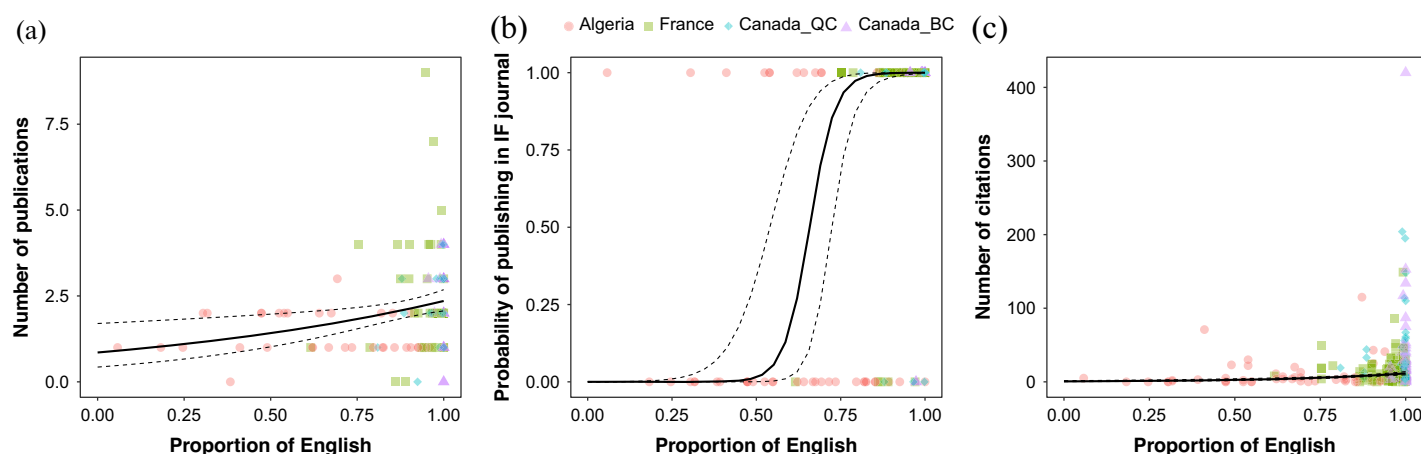 (a)
(b)
Algeria France Canada_QC Canada_BC
(c)
Number of publications
7.5
5.0
2.5
0.0
0.00 0.25 0.50 0.75 1.00
Proportion of English
Probability of publishing in IF journal
1.00
0.75
0.50
0.25
0.00
0.00 0.25 0.50 0.75 1.00
Proportion of English
Number of citations
400
300
200
100
0
0.00 0.25 0.50 0.75 1.00
Proportion of English